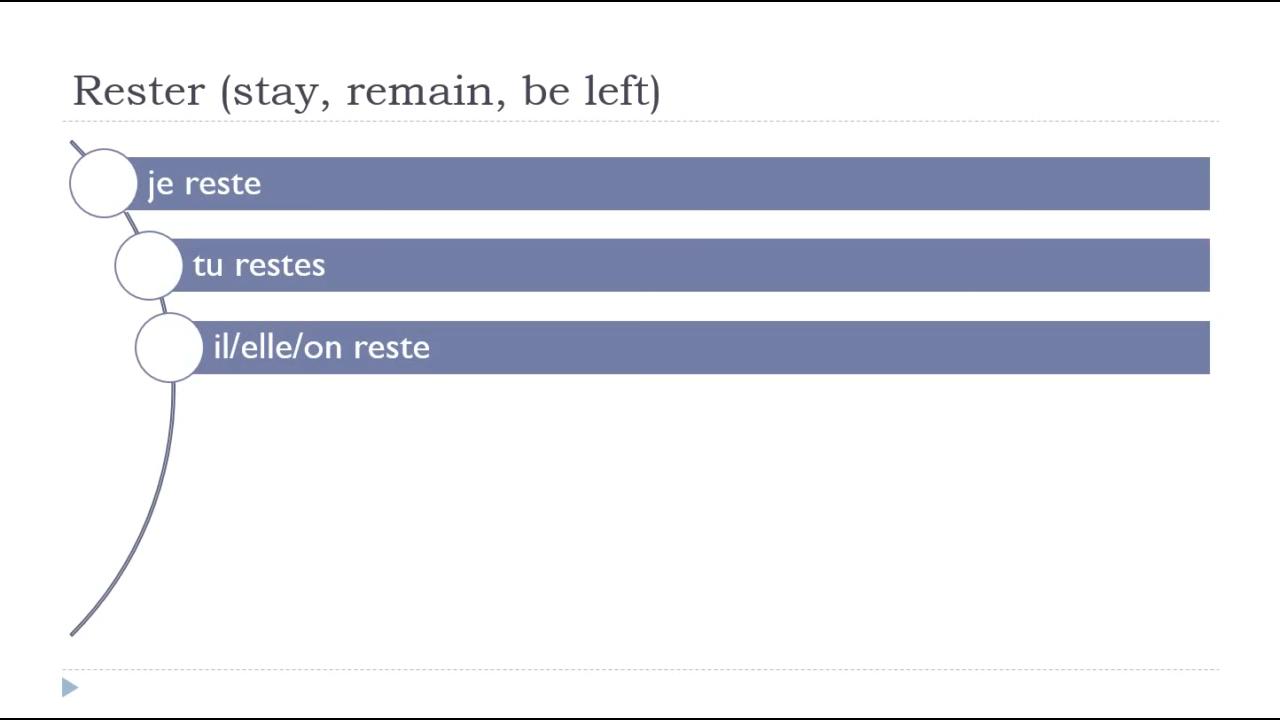 Rester (stay, remain, be left)
je reste
tu restes
il/elle/on reste